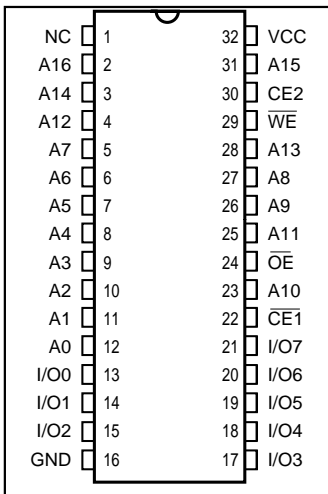 NC 1 32 VCC
A16 2 31 A15
A14 3 30 CE2
A12 4 29 W̅E̅
A7 5 28 A13
A6 6 27 A8
A5 7 26 A9
A4 8 25 A11
A3 9 24 O̅E̅
A2 10 23 A10
A1 11 22 C̅E̅1̅
A0 12 21 I/O7
I/O0 13 20 I/O6
I/O1 14 19 I/O5
I/O2 15 18 I/O4
GND 16 17 I/O3